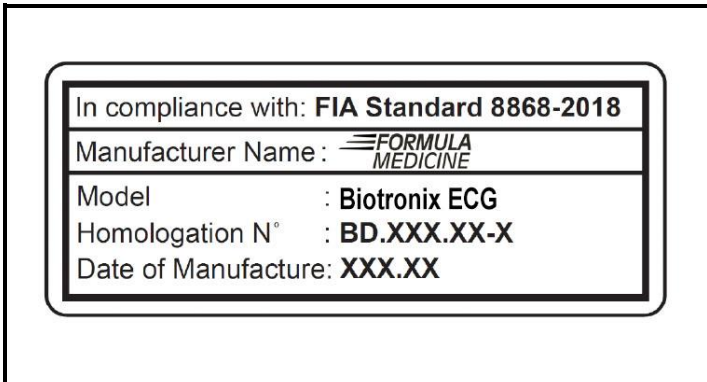 In compliance with: FIA Standard 8868-2018
Manufacturer Name : FORMULA
MEDICINE
Model : Biotronix ECG
Homologation N° : BD.XXX.XX-X
Date of Manufacture: XXX.XX